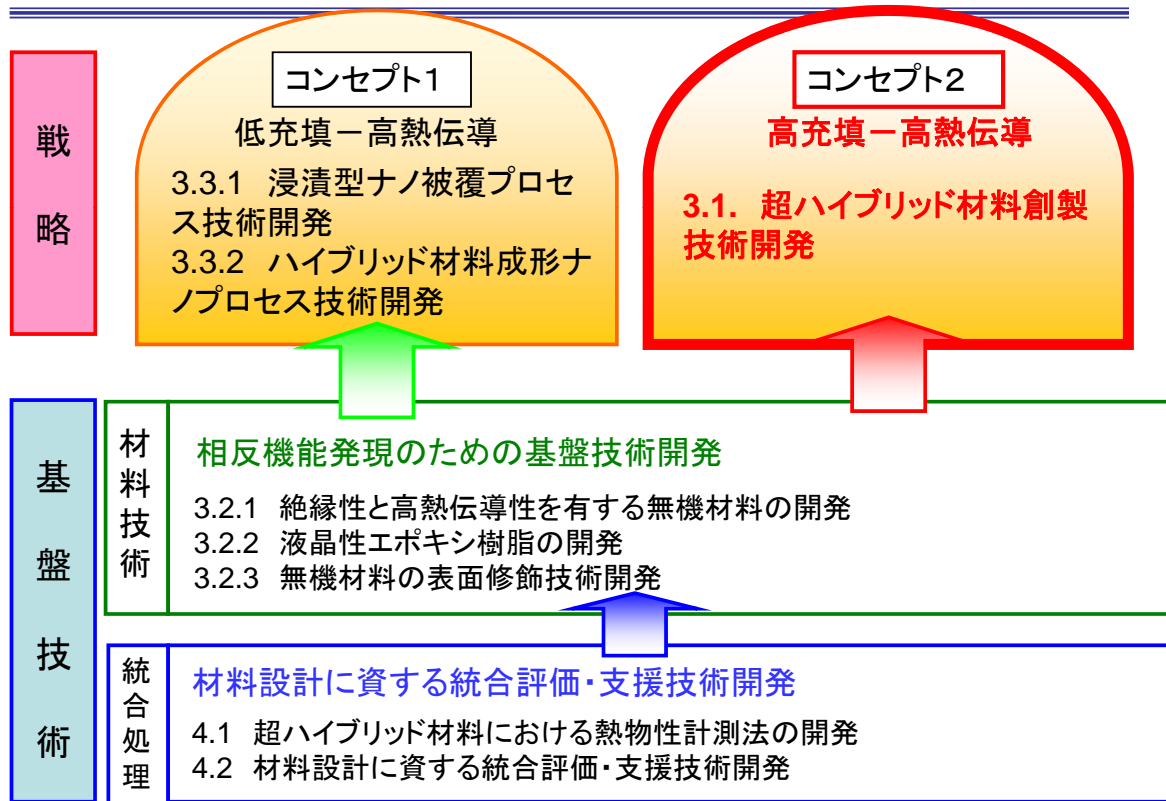 戦略
コンセプト1
低充填－高熱伝導
3.3.1 浸漬型ナノ被覆プロセ
ス技術開発
3.3.2 ハイブリッド材料成形ナ
ノプロセス技術開発
コンセプト２
高充填－高熱伝導
3.1. 超ハイブリッド材料創製
技術開発
基盤技術
材料技術
相反機能発現のための基盤技術開発
3.2.1 絶縁性と高熱伝導性を有する無機材料の開発
3.2.2 液晶性エポキシ樹脂の開発
3.2.3 無機材料の表面修飾技術開発
統合処理
材料設計に資する統合評価・支援技術開発
4.1 超ハイブリッド材料における熱物性計測法の開発
4.2 材料設計に資する統合評価・支援技術開発